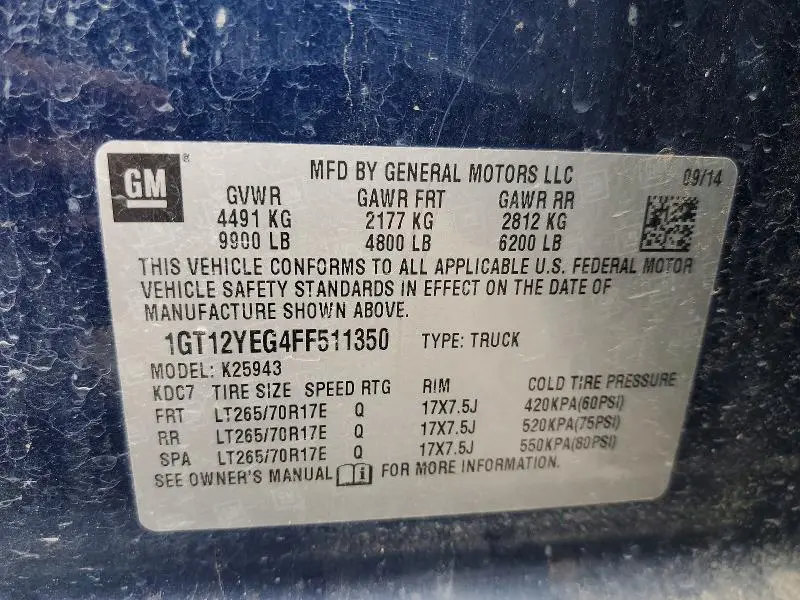 GM
®
MFD BY GENERAL MOTORS LLC 09/14
GVWR GAWR FRT GAWR RR
4491 KG 2177 KG 2812 KG
9900 LB 4800 LB 6200 LB
THIS VEHICLE CONFORMS TO ALL APPLICABLE U.S. FEDERAL MOTOR
VEHICLE SAFETY STANDARDS IN EFFECT ON THE DATE OF
MANUFACTURE SHOWN ABOVE.
1GT12YEG4FF511350 TYPE: TRUCK
MODEL: K25943
KDC7 TIRE SIZE SPEED RTG RIM COLD TIRE PRESSURE
FRT LT265/70R17E Q 17X7.5J 420KPA(60PSI)
RR LT265/70R17E Q 17X7.5J 520KPA(75PSI)
SPA LT265/70R17E Q 17X7.5J 550KPA(80PSI)
SEE OWNER'S MANUAL i FOR MORE INFORMATION.